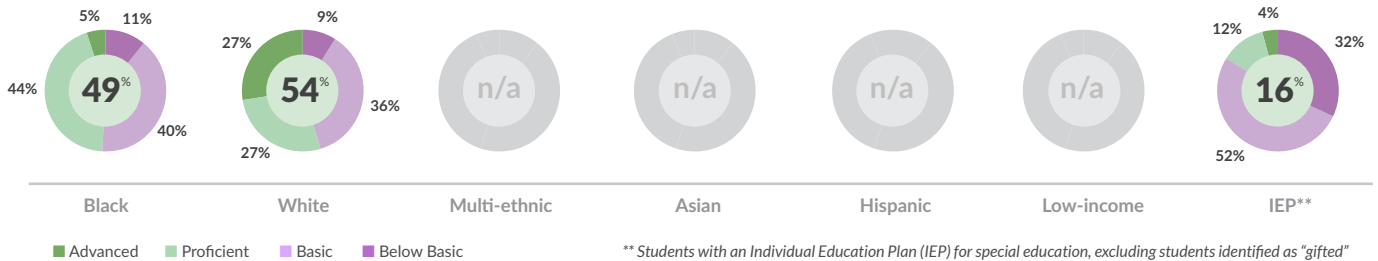 5% 11% 44% 49% 40%
9% 27% 54% 36% 27%
n/a
n/a
n/a
n/a
4% 12% 32% 16% 52%
Black White Multi-ethnic Asian Hispanic Low-income IEP**
Advanced Proficient Basic Below Basic
** Students with an Individual Education Plan (IEP) for special education, excluding students identified as “gifted”